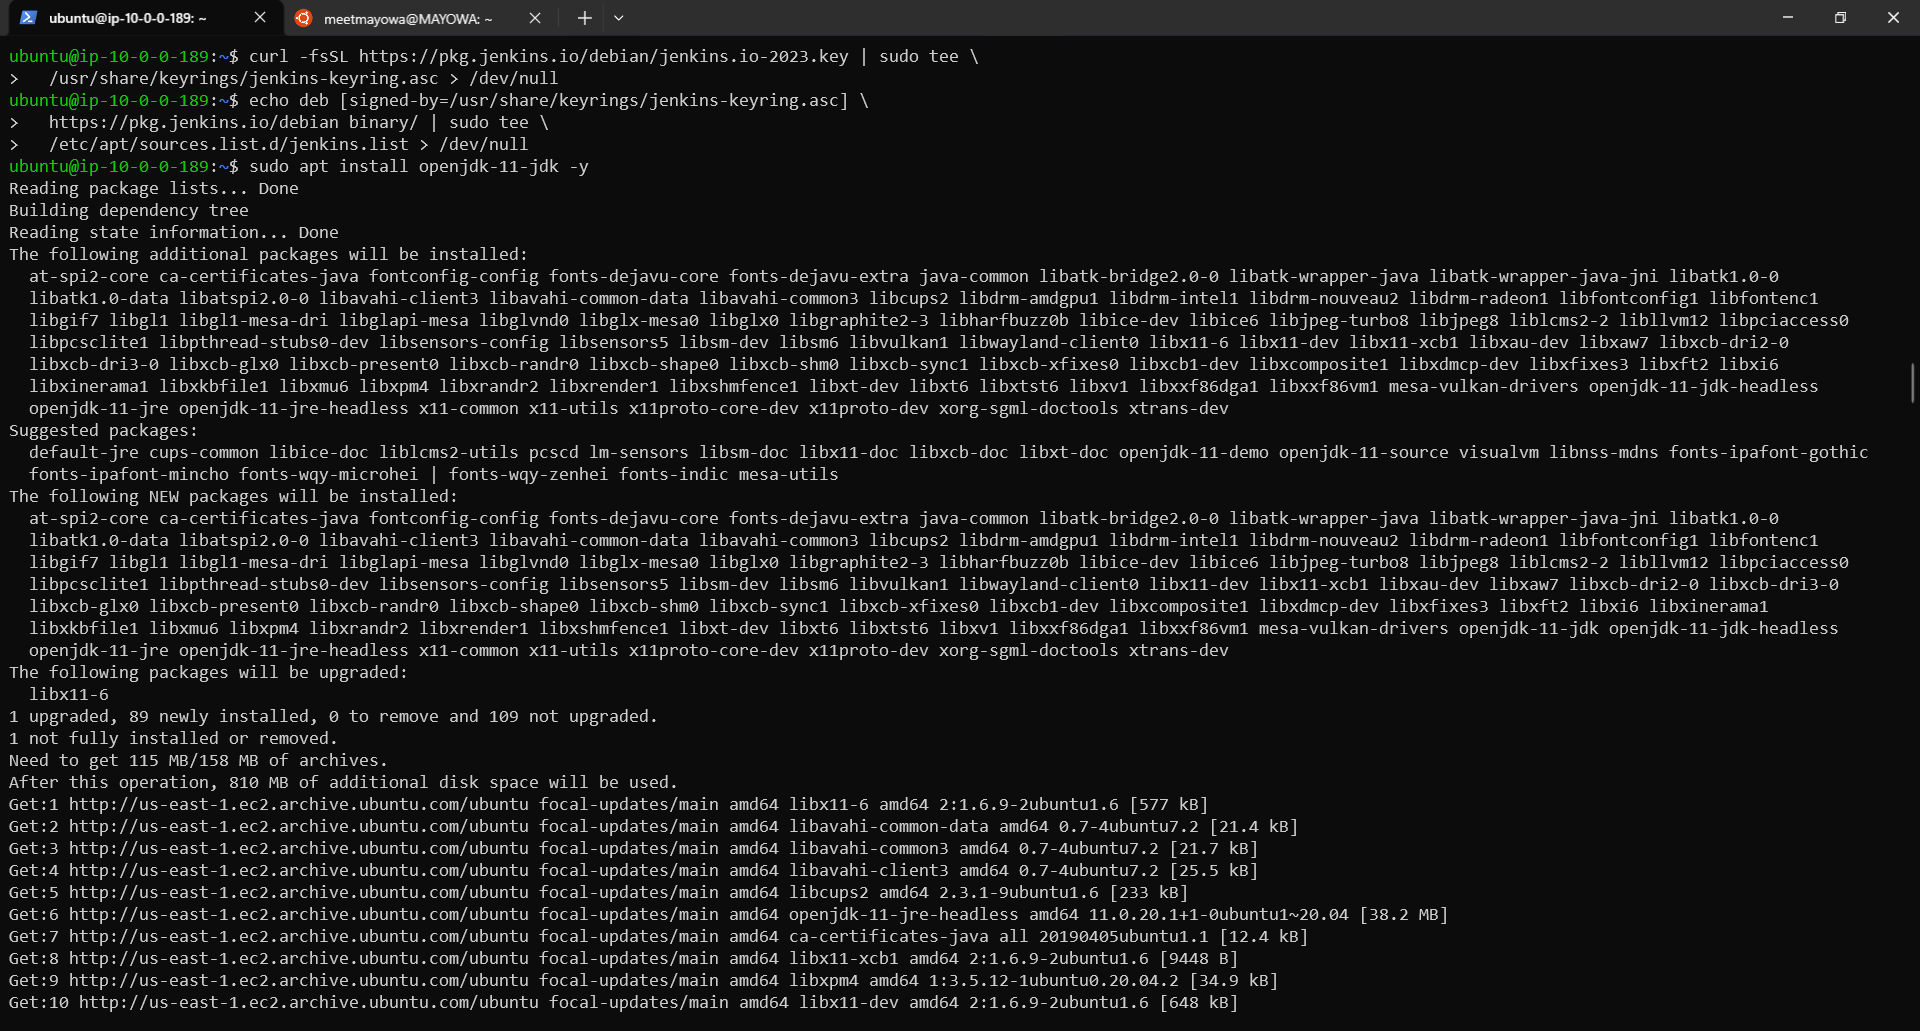 ubuntu@ip-10-0-0-189: ~
meetmayowa@MAYOWA: ~
ubuntu@ip-10-0-0-189:~$ curl -fsSL https://pkg.jenkins.io/debian/jenkins.io-2023.key | sudo tee \
>   /usr/share/keyrings/jenkins-keyring.asc > /dev/null
ubuntu@ip-10-0-0-189:~$ echo deb [signed-by=/usr/share/keyrings/jenkins-keyring.asc] \
>   https://pkg.jenkins.io/debian binary/ | sudo tee \
>   /etc/apt/sources.list.d/jenkins.list > /dev/null
ubuntu@ip-10-0-0-189:~$ sudo apt install openjdk-11-jdk -y
Reading package lists... Done
Building dependency tree
Reading state information... Done
The following additional packages will be installed:
  at-spi2-core ca-certificates-java fontconfig-config fonts-dejavu-core fonts-dejavu-extra java-common libatk-bridge2.0-0 libatk-wrapper-java libatk-wrapper-java-jni libatk1.0-0
  libatk1.0-data libatspi2.0-0 libavahi-client3 libavahi-common-data libavahi-common3 libcups2 libdrm-amdgpu1 libdrm-intel1 libdrm-nouveau2 libdrm-radeon1 libfontconfig1 libfontenc1
  libgif7 libgl1 libgl1-mesa-dri libglapi-mesa libglvnd0 libglx-mesa0 libglx0 libgraphite2-3 libharfbuzz0b libice-dev libice6 libjpeg-turbo8 libjpeg8 liblcms2-2 libllvm12 libpciaccess0
  libpcsclite1 libpthread-stubs0-dev libsensors-config libsensors5 libsm-dev libsm6 libvulkan1 libwayland-client0 libx11-6 libx11-dev libx11-xcb1 libxau-dev libxaw7 libxcb-dri2-0
  libxcb-dri3-0 libxcb-glx0 libxcb-present0 libxcb-randr0 libxcb-shape0 libxcb-shm0 libxcb-sync1 libxcb-xfixes0 libxcb1-dev libxcomposite1 libxdmcp-dev libxfixes3 libxft2 libxi6
  libxinerama1 libxkbfile1 libxmu6 libxpm4 libxrandr2 libxrender1 libxshmfence1 libxt-dev libxt6 libxtst6 libxv1 libxxf86dga1 libxxf86vm1 mesa-vulkan-drivers openjdk-11-jdk-headless
  openjdk-11-jre openjdk-11-jre-headless x11-common x11-utils x11proto-core-dev x11proto-dev xorg-sgml-doctools xtrans-dev
Suggested packages:
  default-jre cups-common libice-doc liblcms2-utils pcscd lm-sensors libsm-doc libx11-doc libxcb-doc libxt-doc openjdk-11-demo openjdk-11-source visualvm libnss-mdns fonts-ipafont-gothic
  fonts-ipafont-mincho fonts-wqy-microhei | fonts-wqy-zenhei fonts-indic mesa-utils
The following NEW packages will be installed:
  at-spi2-core ca-certificates-java fontconfig-config fonts-dejavu-core fonts-dejavu-extra java-common libatk-bridge2.0-0 libatk-wrapper-java libatk-wrapper-java-jni libatk1.0-0
  libatk1.0-data libatspi2.0-0 libavahi-client3 libavahi-common-data libavahi-common3 libcups2 libdrm-amdgpu1 libdrm-intel1 libdrm-nouveau2 libdrm-radeon1 libfontconfig1 libfontenc1
  libgif7 libgl1 libgl1-mesa-dri libglapi-mesa libglvnd0 libglx-mesa0 libglx0 libgraphite2-3 libharfbuzz0b libice-dev libice6 libjpeg-turbo8 libjpeg8 liblcms2-2 libllvm12 libpciaccess0
  libpcsclite1 libpthread-stubs0-dev libsensors-config libsensors5 libsm-dev libsm6 libvulkan1 libwayland-client0 libx11-dev libx11-xcb1 libxau-dev libxaw7 libxcb-dri2-0 libxcb-dri3-0
  libxcb-glx0 libxcb-present0 libxcb-randr0 libxcb-shape0 libxcb-shm0 libxcb-sync1 libxcb-xfixes0 libxcb1-dev libxcomposite1 libxdmcp-dev libxfixes3 libxft2 libxi6 libxinerama1
  libxkbfile1 libxmu6 libxpm4 libxrandr2 libxrender1 libxshmfence1 libxt-dev libxt6 libxtst6 libxv1 libxxf86dga1 libxxf86vm1 mesa-vulkan-drivers openjdk-11-jdk openjdk-11-jdk-headless
  openjdk-11-jre openjdk-11-jre-headless x11-common x11-utils x11proto-core-dev x11proto-dev xorg-sgml-doctools xtrans-dev
The following packages will be upgraded:
  libx11-6
1 upgraded, 89 newly installed, 0 to remove and 109 not upgraded.
1 not fully installed or removed.
Need to get 115 MB/158 MB of archives.
After this operation, 810 MB of additional disk space will be used.
Get:1 http://us-east-1.ec2.archive.ubuntu.com/ubuntu focal-updates/main amd64 libx11-6 amd64 2:1.6.9-2ubuntu1.6 [577 kB]
Get:2 http://us-east-1.ec2.archive.ubuntu.com/ubuntu focal-updates/main amd64 libavahi-common-data amd64 0.7-4ubuntu7.2 [21.4 kB]
Get:3 http://us-east-1.ec2.archive.ubuntu.com/ubuntu focal-updates/main amd64 libavahi-common3 amd64 0.7-4ubuntu7.2 [21.7 kB]
Get:4 http://us-east-1.ec2.archive.ubuntu.com/ubuntu focal-updates/main amd64 libavahi-client3 amd64 0.7-4ubuntu7.2 [25.5 kB]
Get:5 http://us-east-1.ec2.archive.ubuntu.com/ubuntu focal-updates/main amd64 libcups2 amd64 2.3.1-9ubuntu1.6 [233 kB]
Get:6 http://us-east-1.ec2.archive.ubuntu.com/ubuntu focal-updates/main amd64 openjdk-11-jre-headless amd64 11.0.20.1+1-0ubuntu1~20.04 [38.2 MB]
Get:7 http://us-east-1.ec2.archive.ubuntu.com/ubuntu focal-updates/main amd64 ca-certificates-java all 20190405ubuntu1.1 [12.4 kB]
Get:8 http://us-east-1.ec2.archive.ubuntu.com/ubuntu focal-updates/main amd64 libx11-xcb1 amd64 2:1.6.9-2ubuntu1.6 [9448 B]
Get:9 http://us-east-1.ec2.archive.ubuntu.com/ubuntu focal-updates/main amd64 libxpm4 amd64 1:3.5.12-1ubuntu0.20.04.2 [34.9 kB]
Get:10 http://us-east-1.ec2.archive.ubuntu.com/ubuntu focal-updates/main amd64 libx11-dev amd64 2:1.6.9-2ubuntu1.6 [648 kB]